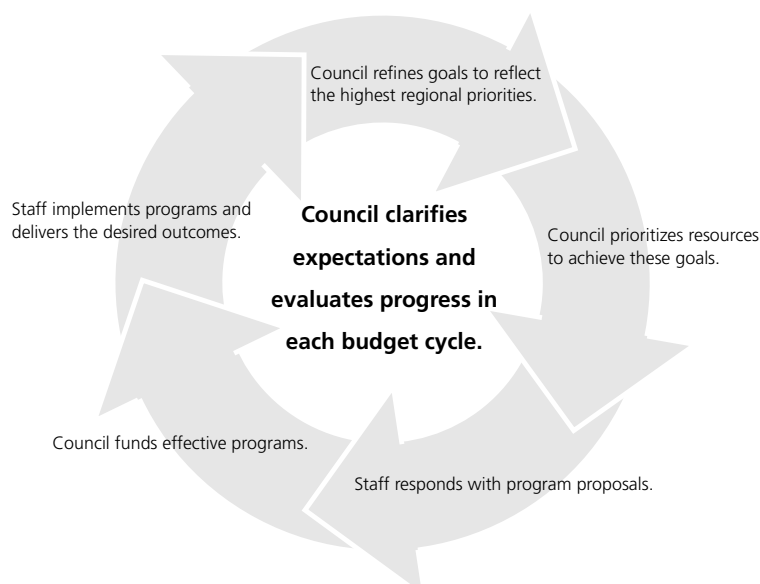 Council refines goals to reflect
the highest regional priorities.
Council prioritizes resources
to achieve these goals.
Staff responds with program proposals.
Council funds effective programs.
Staff implements programs and
delivers the desired outcomes.
Council clarifies
expectations and
evaluates progress in
each budget cycle.